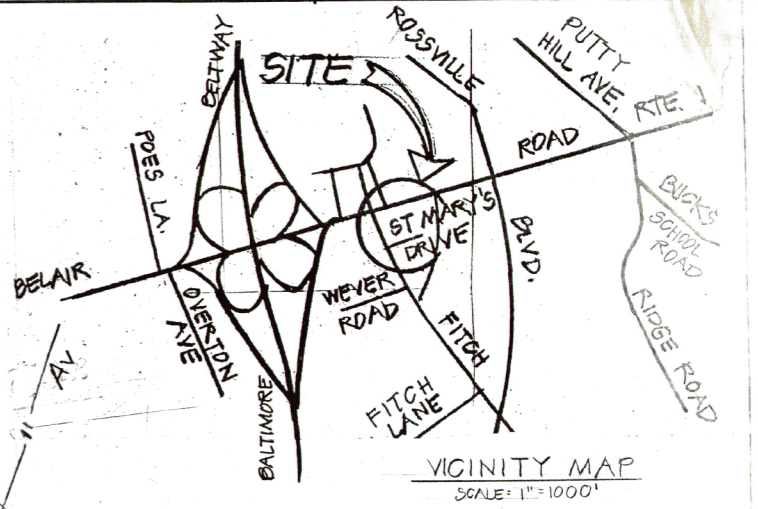 BELTWAY
SITE
ROSSVILLE
PUTTY
HILL AVE.
RTE. 1
POES LA.
ROAD
BUCK'S
SCHOOL
ROAD
ST MARY'S
DRIVE
BLVD.
BELAIR
WEVER
ROAD
OVERTON
AVE
FITCH
RIDGE ROAD
AV
FITCH
LANE
BALTIMORE
VICINITY MAP
SCALE: 1"=1000'